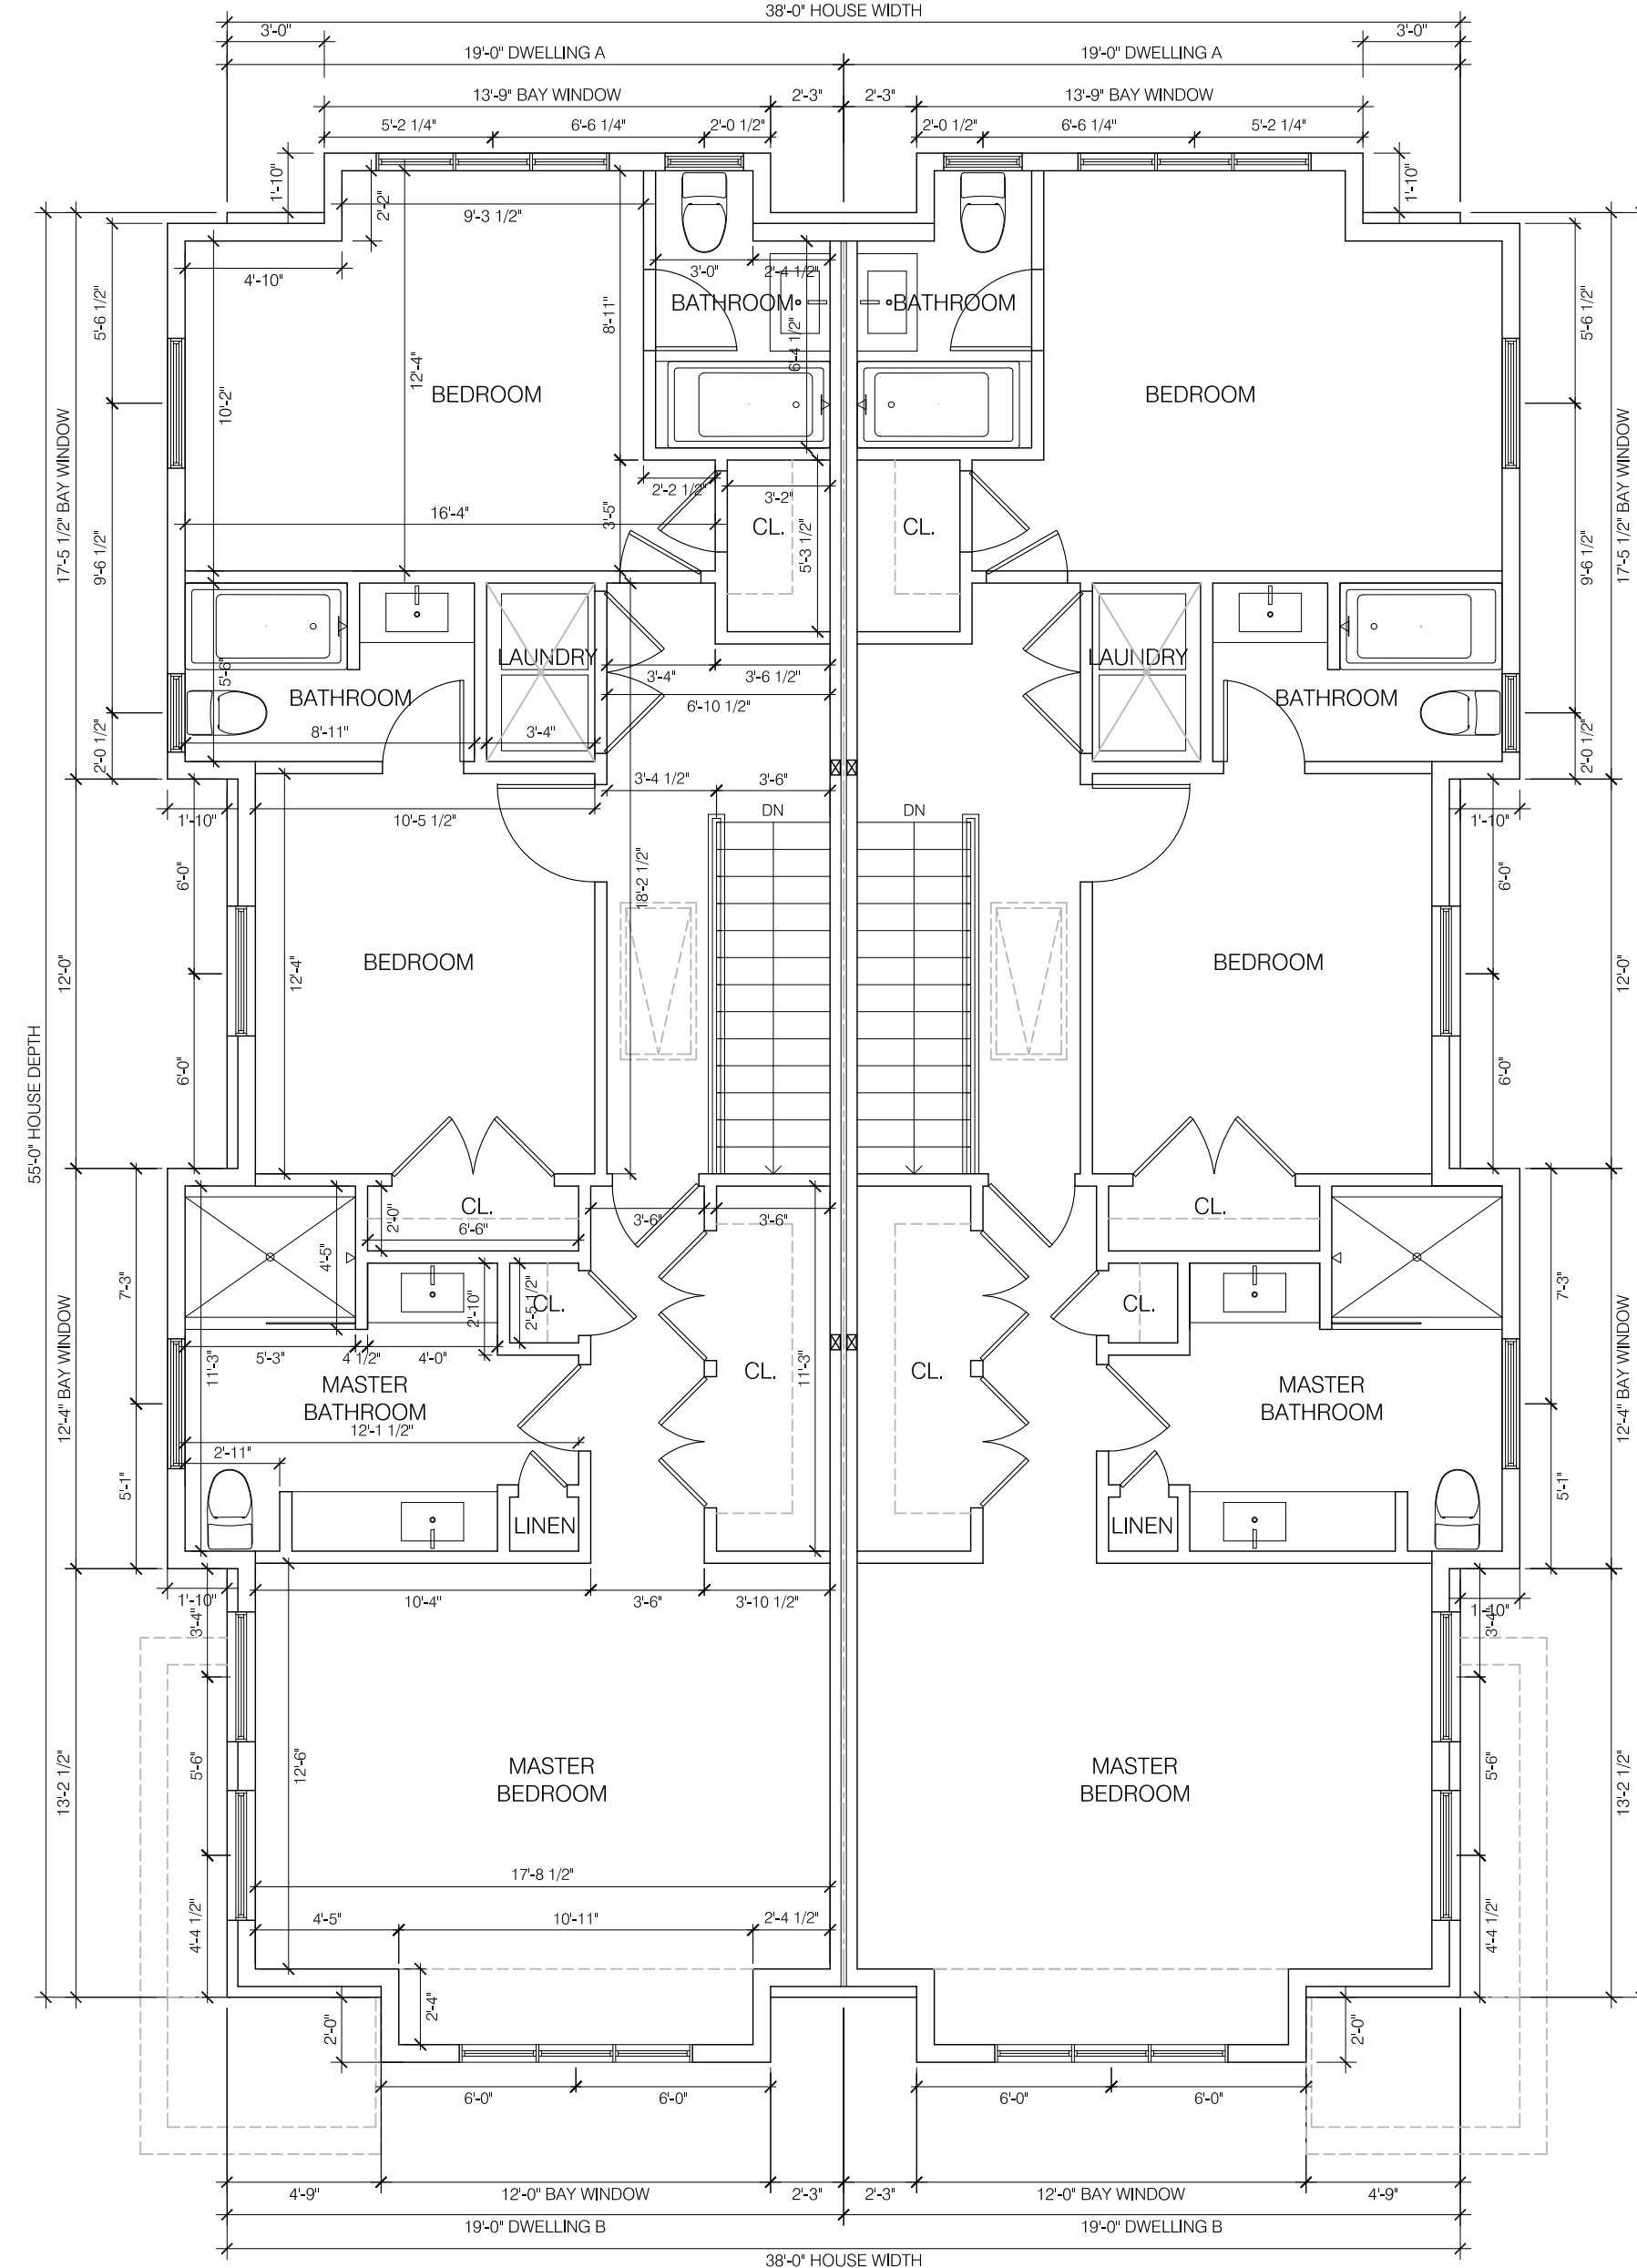 38'-0" HOUSE WIDTH
3'-0" 3'-0"
19'-0" DWELLING A 19'-0" DWELLING A
13'-9" BAY WINDOW 2'-3" 2'-3" 13'-9" BAY WINDOW
5'-2 1/4" 6'-6 1/4" 2'-0 1/2" 2'-0 1/2" 6'-6 1/4" 5'-2 1/4"
1'-10" 1'-10"
2'-2"
9'-3 1/2"
4'-10" 3'-0" 2'-4 1/2"
BATHROOM BATHROOM
5'-6 1/2" 8'-11" 6'-4 1/2" 5'-6 1/2"
12'-4"
BEDROOM BEDROOM
10'-2"
17'-5 1/2" BAY WINDOW 17'-5 1/2" BAY WINDOW
2'-2 1/2" 3'-2"
16'-4" 3'-5"
CL. CL.
9'-6 1/2" 5'-3 1/2" 9'-6 1/2"
LAUNDRY LAUNDRY
5'-6" 3'-4" 3'-6 1/2"
BATHROOM BATHROOM
6'-10 1/2"
8'-11" 3'-4"
2'-0 1/2" 2'-0 1/2"
3'-4 1/2" 3'-6"
DN DN
1'-10" 10'-5 1/2" 1'-10"
6'-0" 18'-2 1/2" 6'-0"
BEDROOM BEDROOM
12'-0" 12'-4" 12'-0"
6'-0" 6'-0"
55'-0" HOUSE DEPTH
CL. CL.
2'-0" 3'-6" 3'-6"
6'-6"
4'-5"
7'-3" 7'-3"
2'-10" 2'-5 1/2" CL. CL.
5'-3" 4 1/2" 4'-0"
11'-3" 11'-3"
CL. CL.
MASTER
BATHROOM
MASTER
BATHROOM
12'-4" BAY WINDOW 12'-4" BAY WINDOW
12'-1 1/2"
2'-11"
5'-1" 5'-1"
LINEN LINEN
1'-10" 10'-4" 3'-6" 3'-10 1/2" 1'-10"
3'-4" 3'-4"
5'-6" 12'-6" 5'-6"
MASTER
BEDROOM
MASTER
BEDROOM
13'-2 1/2" 13'-2 1/2"
17'-8 1/2"
4'-4 1/2" 4'-5" 10'-11" 2'-4 1/2" 4'-4 1/2"
2'-4"
2'-0" 2'-0"
6'-0" 6'-0" 6'-0" 6'-0"
4'-9" 12'-0" BAY WINDOW 2'-3" 2'-3" 12'-0" BAY WINDOW 4'-9"
19'-0" DWELLING B 19'-0" DWELLING B
38'-0" HOUSE WIDTH